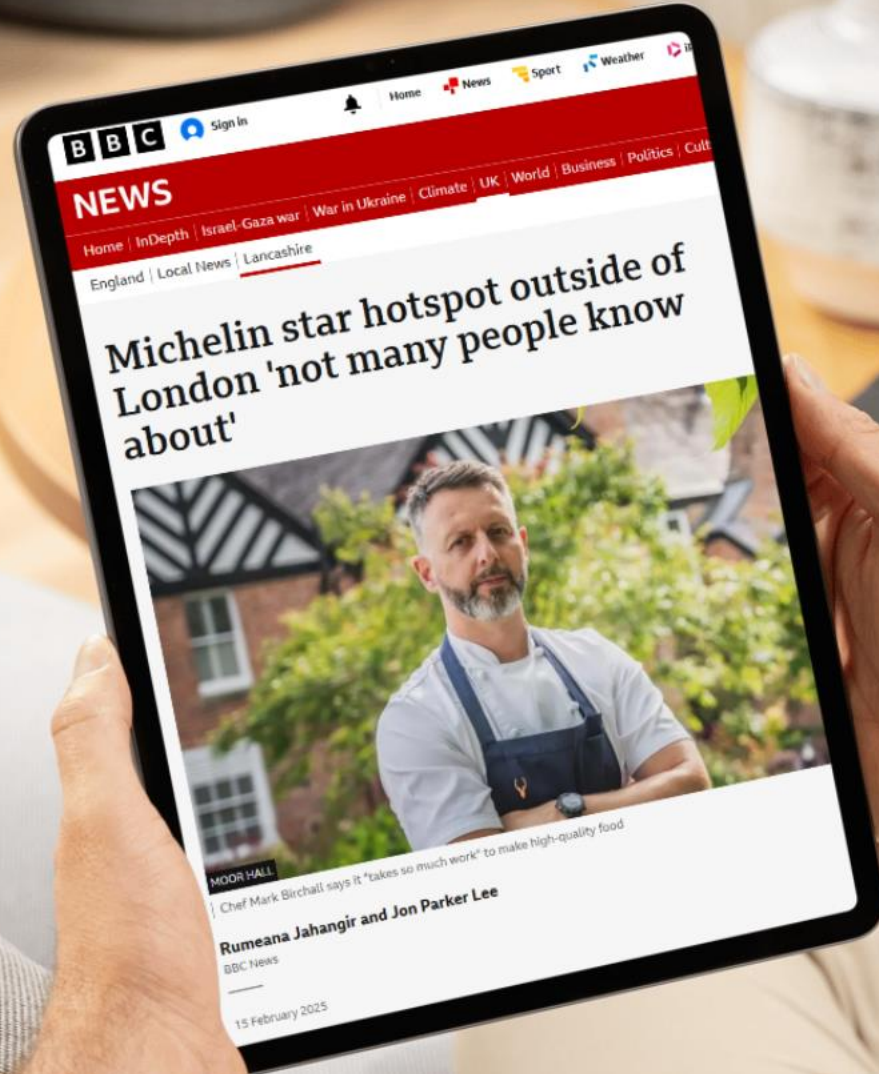 BBC Sign in Home News Sport Weather
NEWS
Home | InDepth | Israel-Gaza war | War in Ukraine | Climate | UK | World | Business | Politics | Cult
England | Local News | Lancashire
Michelin star hotspot outside of
London 'not many people know
about'
MOOR HALL
Chef Mark Birchall says it "takes so much work" to make high-quality food
Rumeana Jahangir and Jon Parker Lee
BBC News
15 February 2025